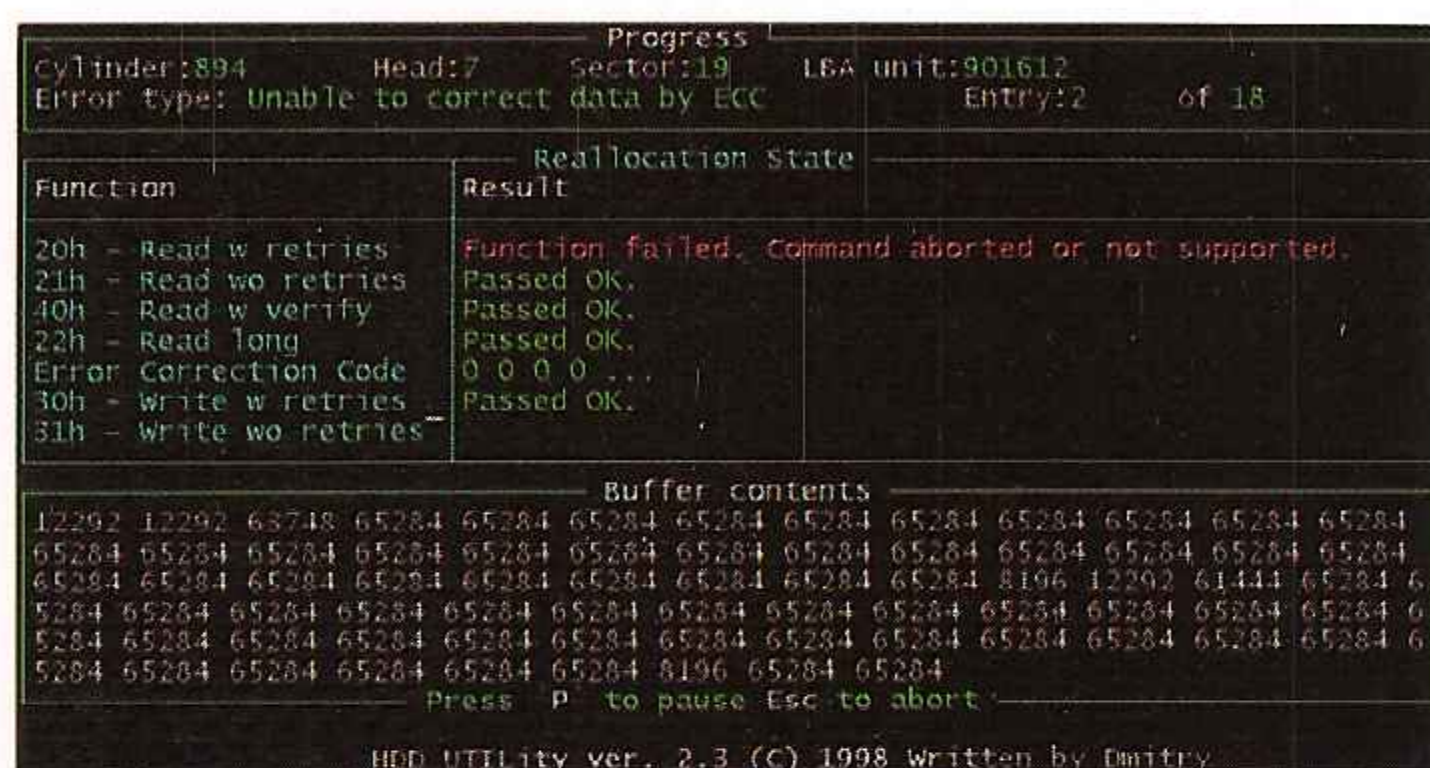 Progress
Cylinder:894 Head:7 Sector:19 LBA unit:901612
Error type: Unable to correct data by ECC Entry:2 of 18
Reallocation state
Function Result
20h - Read w retries Function failed. Command aborted or not supported.
21h - Read wo retries Passed OK.
40h - Read w verify Passed OK.
22h - Read long Passed OK.
Error Correction Code 0 0 0 0 ...
30h - Write w retries Passed OK.
31h - Write wo retries
Buffer contents
12292 12292 63748 65284 65284 65284 65284 65284 65284 65284 65284 65284 65284
65284 65284 65284 65284 65284 65284 65284 65284 65284 65284 65284 65284 65284
65284 65284 65284 65284 65284 65284 65284 65284 65284 8196 12292 61444 65284 6
5284 65284 65284 65284 65284 65284 65284 65284 65284 65284 65284 65284 65284 6
5284 65284 65284 65284 65284 65284 65284 65284 65284 65284 65284 65284 65284 6
5284 65284 65284 65284 65284 65284 8196 65284 65284
Press P to pause Esc to abort
HDD UTILity ver. 2.3 (C) 1998 Written by Dmitry